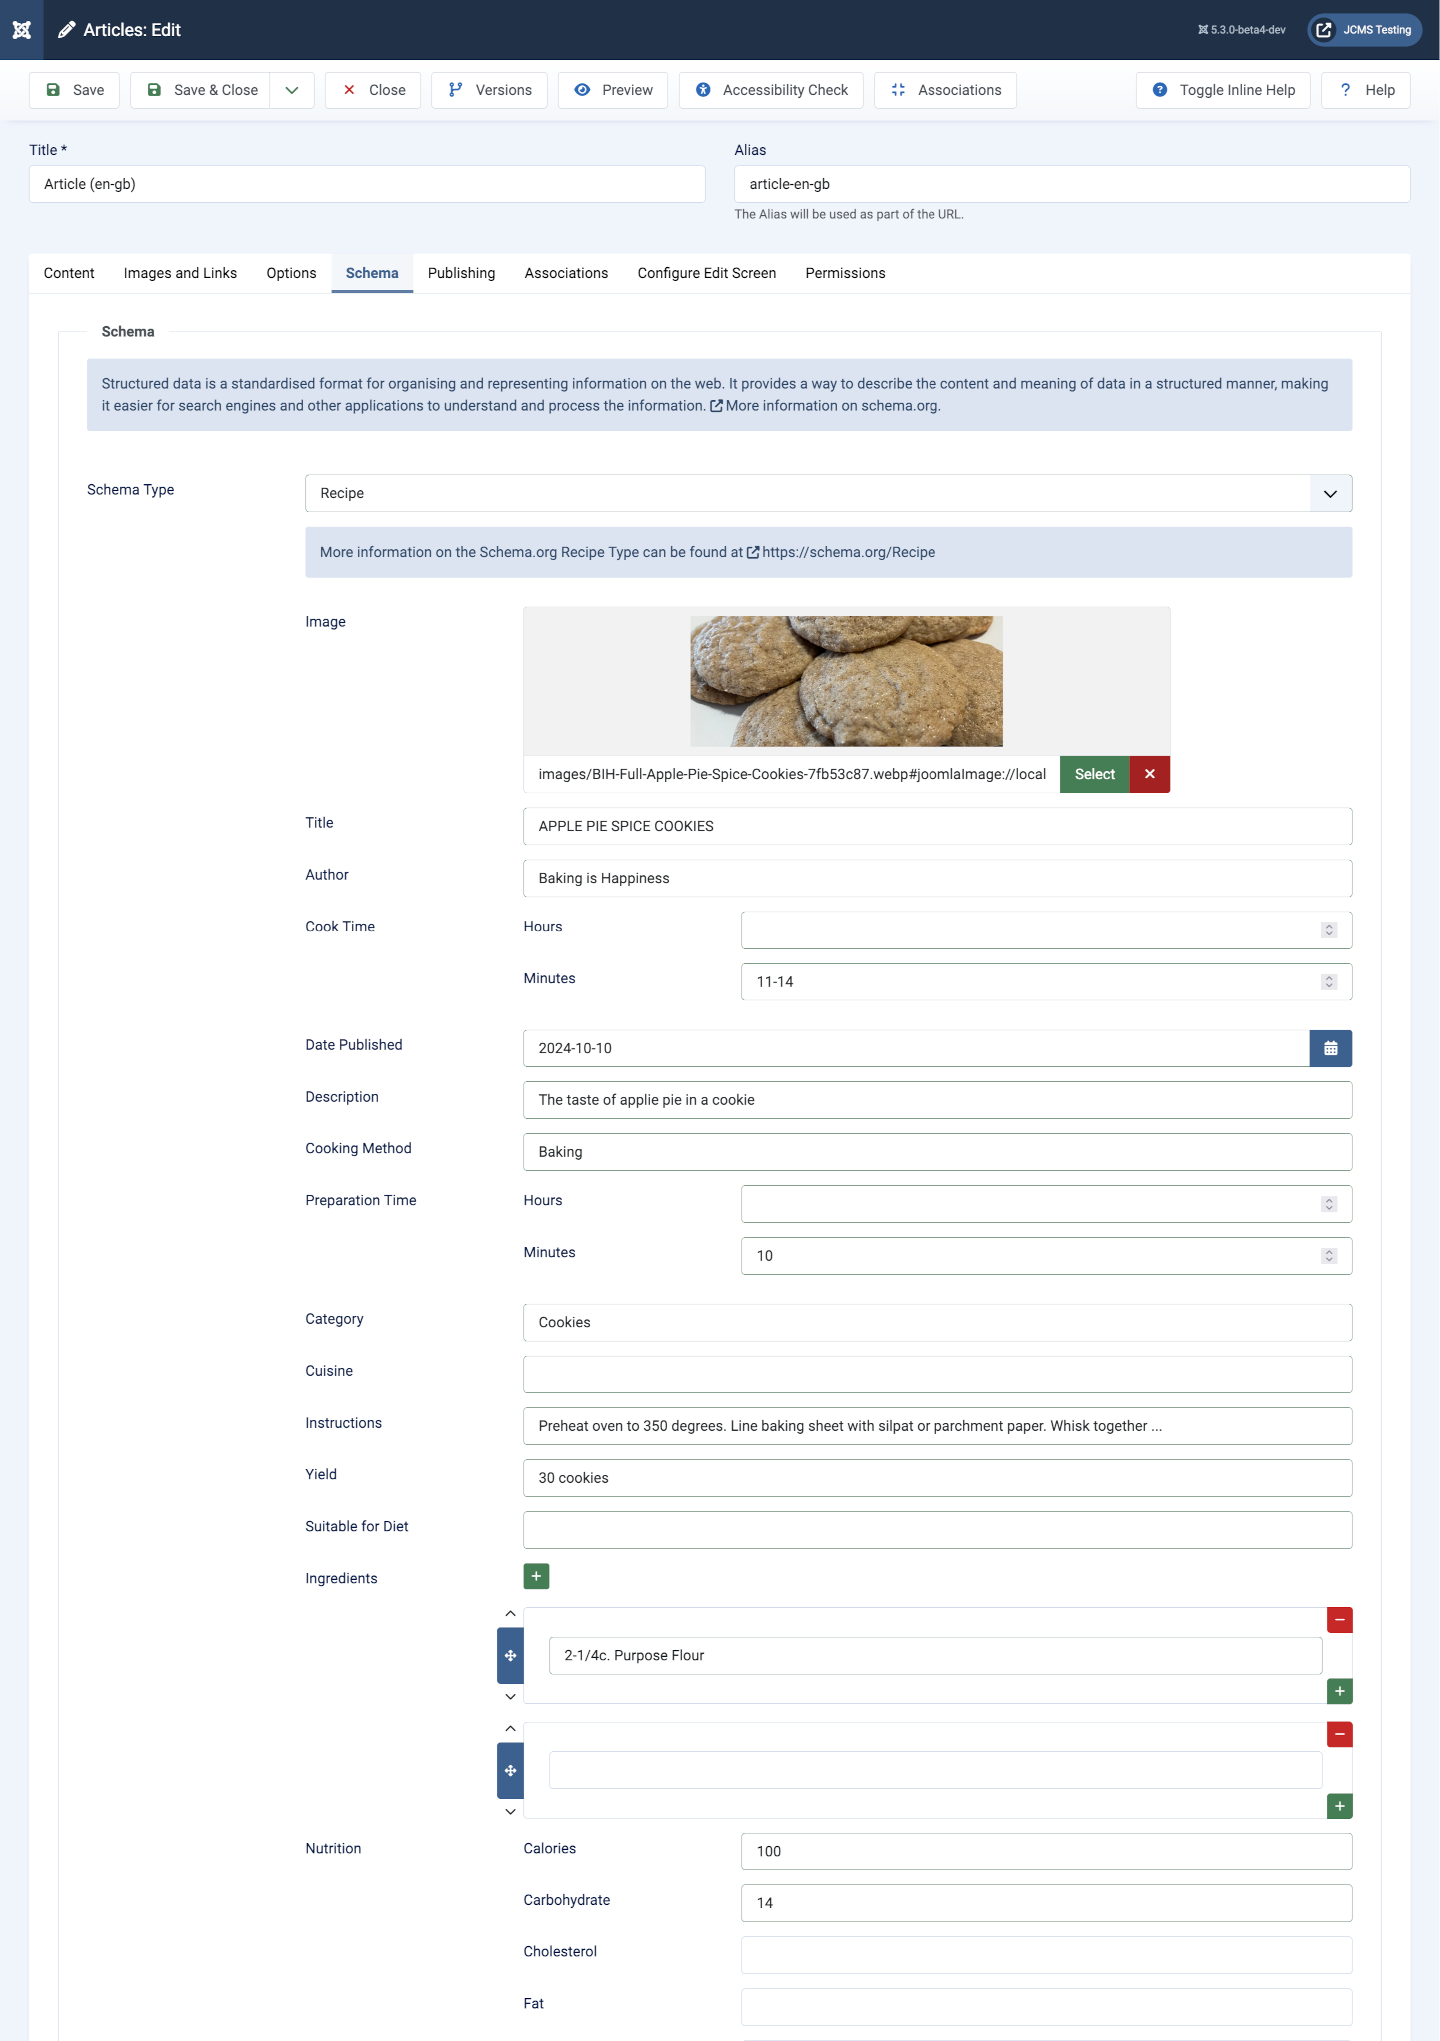 Articles: Edit
5.3.0-beta4-dev
JCMS Testing
Save
Save & Close
Close
Versions
Preview
Accessibility Check
Associations
Toggle Inline Help
? Help
Title *
Alias
Article (en-gb)
article-en-gb
The Alias will be used as part of the URL.
Content
Images and Links
Options
Schema
Publishing
Associations
Configure Edit Screen
Permissions
Schema
Structured data is a standardised format for organising and representing information on the web. It provides a way to describe the content and meaning of data in a structured manner, making
it easier for search engines and other applications to understand and process the information. More information on schema.org.
Schema Type
Recipe
More information on the Schema.org Recipe Type can be found at https://schema.org/Recipe
Image
images/BIH-Full-Apple-Pie-Spice-Cookies-7fb53c87.webp#joomlaImage://local
Select
Title
APPLE PIE SPICE COOKIES
Author
Baking is Happiness
Cook Time
Hours
Minutes
11-14
Date Published
2024-10-10
Description
The taste of applie pie in a cookie
Cooking Method
Baking
Preparation Time
Hours
Minutes
10
Category
Cookies
Cuisine
Instructions
Preheat oven to 350 degrees. Line baking sheet with silpat or parchment paper. Whisk together ...
Yield
30 cookies
Suitable for Diet
Ingredients
2-1/4c. Purpose Flour
Nutrition
Calories
100
Carbohydrate
14
Cholesterol
Fat